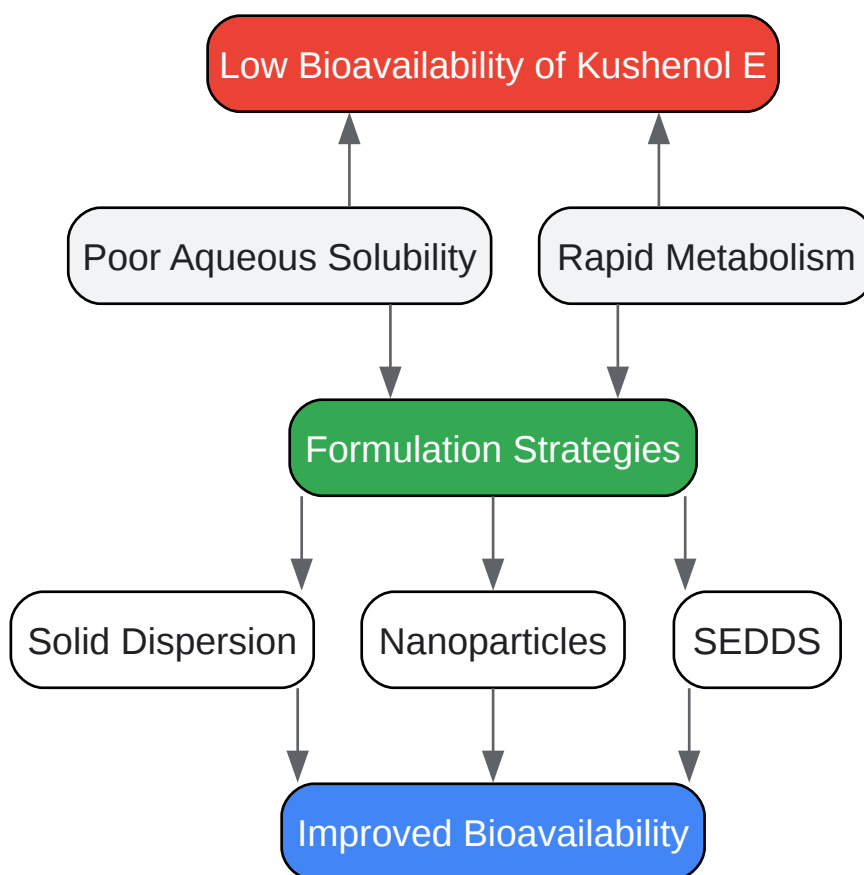 Low Bioavailability of Kushenol E
Poor Aqueous Solubility
Rapid Metabolism
Formulation Strategies
Solid Dispersion
Nanoparticles
SEDDS
Improved Bioavailability